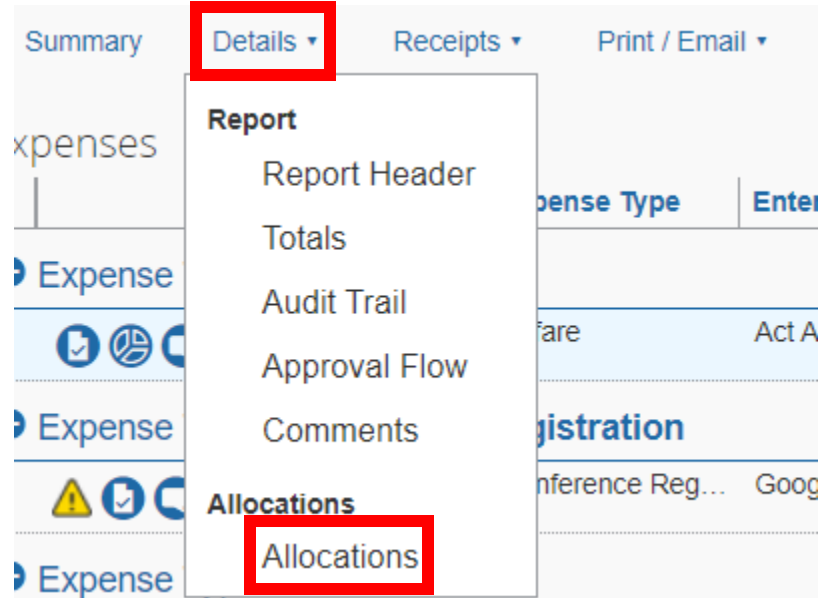 Summary Details Receipts Print / Email
Report
xpenses
Report Header
pense Type Enter
Totals
Expense
Audit Trail
fare Act A
Approval Flow
Expense gistration
Comments
nference Reg... Goog
Allocations
Allocations
Expense